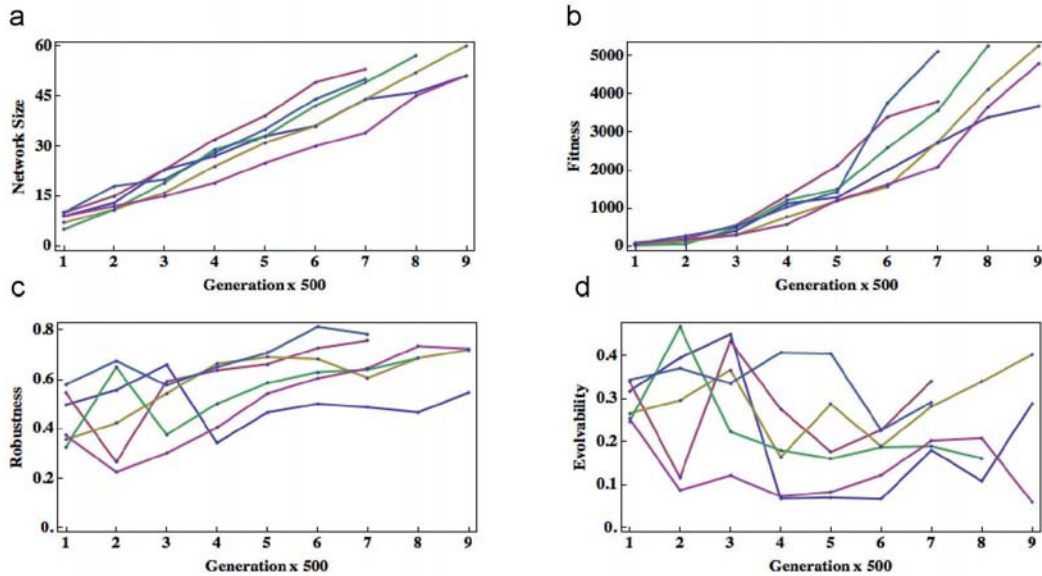 a
60
45
30
15
0
Network Size
1 2 3 4 5 6 7 8 9
Generation x 500
b
5000
4000
3000
2000
1000
0
Fitness
1 2 3 4 5 6 7 8 9
Generation x 500
c
0.8
0.6
0.4
0.2
0.
Robustness
1 2 3 4 5 6 7 8 9
Generation x 500
d
0.4
0.3
0.2
0.1
0.
Evolvability
1 2 3 4 5 6 7 8 9
Generation x 500